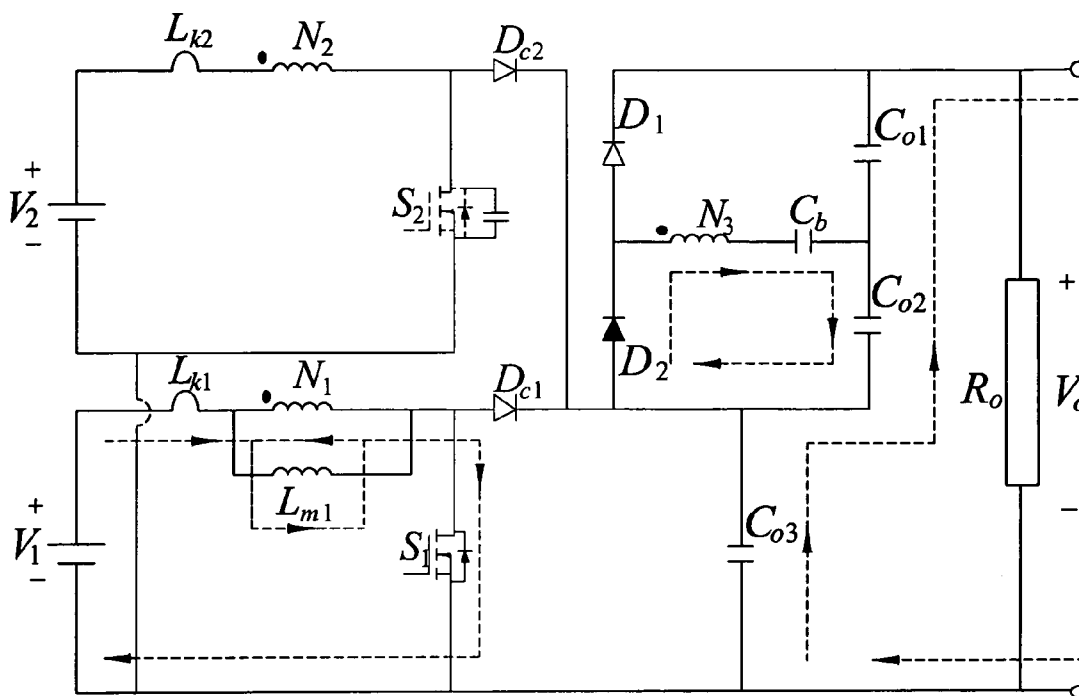 L_{k2}
N_2
D_{c2}
D_1
C_{o1}
+
V_2
−
S_2
N_3
C_b
C_{o2}
D_2
L_{k1}
N_1
D_{c1}
R_o
+
V_o
−
L_{m1}
+
V_1
−
S_1
C_{o3}